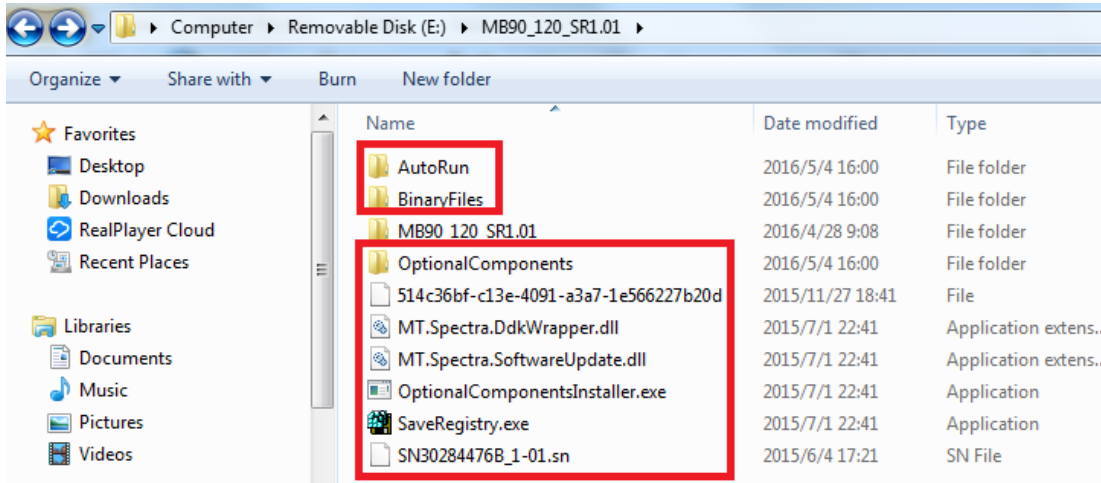 Computer Removable Disk (E:) MB90_120_SR1.01
Organize Share with Burn New folder
Name Date modified Type
Favorites
Desktop AutoRun 2016/5/4 16:00 File folder
Downloads BinaryFiles 2016/5/4 16:00 File folder
RealPlayer Cloud MB90_120_SR1.01 2016/4/28 9:08 File folder
Recent Places OptionalComponents 2016/5/4 16:00 File folder
514c36bf-c13e-4091-a3a7-1e566227b20d 2015/11/27 18:41 File
Libraries MT.Spectra.DdkWrapper.dll 2015/7/1 22:41 Application extens..
Documents MT.Spectra.SoftwareUpdate.dll 2015/7/1 22:41 Application extens..
Music OptionalComponentsInstaller.exe 2015/7/1 22:41 Application
Pictures SaveRegistry.exe 2015/7/1 22:41 Application
Videos SN30284476B_1-01.sn 2015/6/4 17:21 SN File